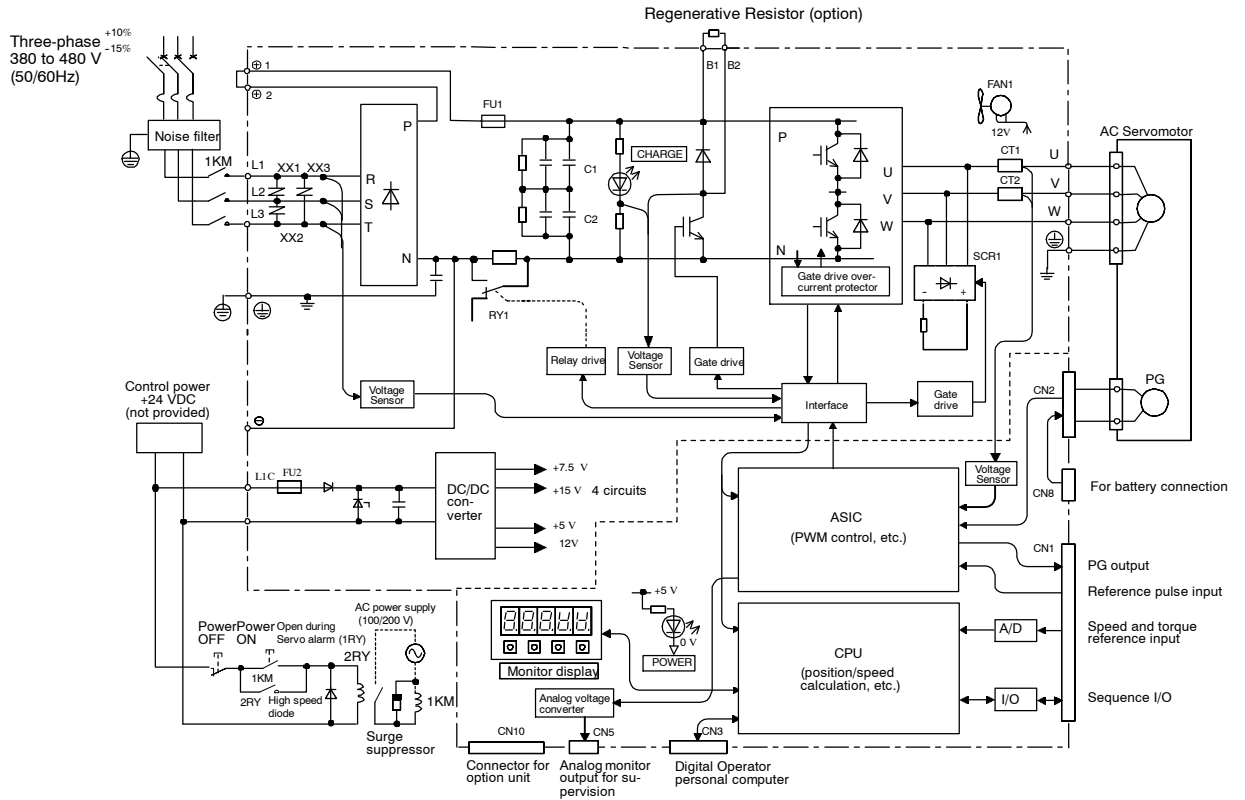 Regenerative Resistor (option)
Three-phase +10%
380 to 480 V -15%
(50/60Hz)
B1 B2
⊕ 1
⊕ 2
FU1
FAN1
12V
Noise filter
AC Servomotor
P
P
CHARGE
CT1
U
1KM
L1
XX1 XX3
R
C1
U
CT2
V
L2
S
V
W
L3
T
C2
W
XX2
N
N
SCR1
Gate drive over-
current protector
- +
RY1
Relay drive
Voltage
Sensor
Gate drive
Control power
+24 VDC
(not provided)
Voltage
Sensor
Interface
Gate
drive
CN2
PG
⊖
L1C FU2
DC/DC
con-
verter
+7.5 V
+15 V 4 circuits
+5 V
12V
Voltage
Sensor
CN8
For battery connection
ASIC
(PWM control, etc.)
CN1
PG output
Reference pulse input
AC power supply
(100/200 V)
+5 V
0 V
POWER
PowerPower
OFF ON
Open during
Servo alarm (1RY)
2RY
1KM
2RY High speed
diode
1KM
Surge
suppressor
Monitor display
CPU
(position/speed
calculation, etc.)
A/D
Speed and torque
reference input
I/O
Sequence I/O
Analog voltage
converter
CN10
CN5
CN3
Connector for
option unit
Analog monitor
output for su-
pervision
Digital Operator
personal computer